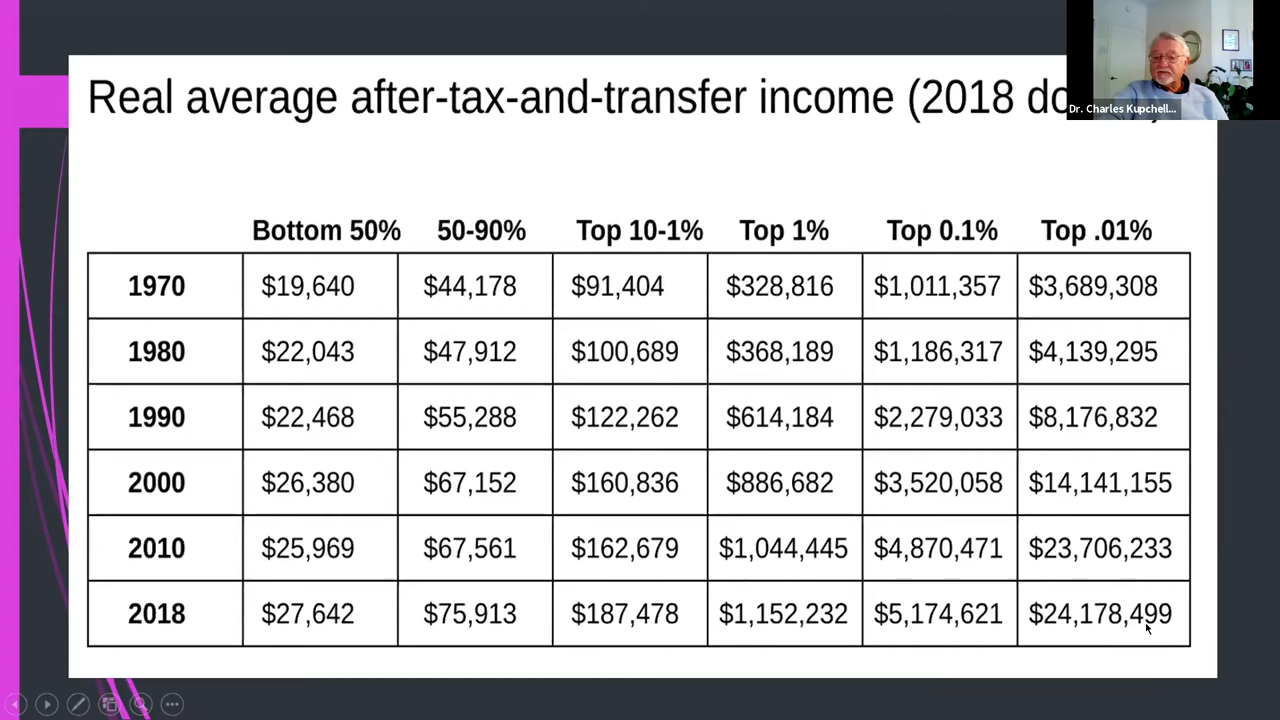 Real average after-tax-and-transfer income (2018
Dr. Charles Kupchell...
Bottom 50% 50-90% Top 10-1% Top 1% Top 0.1% Top .01%
1970 $19,640 $44,178 $91,404 $328,816 $1,011,357 $3,689,308
1980 $22,043 $47,912 $100,689 $368,189 $1,186,317 $4,139,295
1990 $22,468 $55,288 $122,262 $614,184 $2,279,033 $8,176,832
2000 $26,380 $67,152 $160,836 $886,682 $3,520,058 $14,141,155
2010 $25,969 $67,561 $162,679 $1,044,445 $4,870,471 $23,706,233
2018 $27,642 $75,913 $187,478 $1,152,232 $5,174,621 $24,178,499